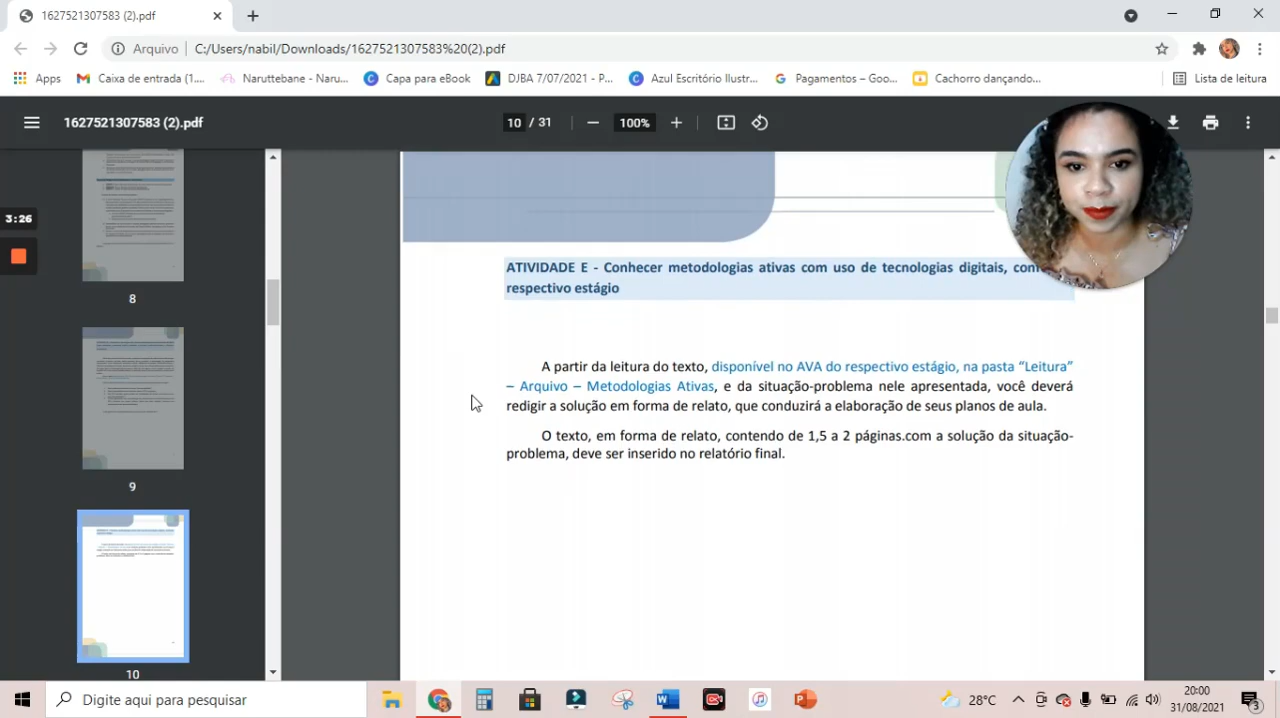 1627521307583 (2).pdf
Arquivo
C:/Users/nabil/Downloads/1627521307583%20(2).pdf
Apps
Caixa de entrada (1....
Naruttebane - Naru...
Capa para eBook
DJBA 7/07/2021 - P...
Azul Escritório Ilustr...
Pagamentos – Goo...
Cachorro dançando...
Lista de leitura
1627521307583 (2).pdf
10 / 31
100%
3:26
8
9
10
ATIVIDADE E - Conhecer metodologias ativas com uso de tecnologias digitais,
respectivo estágio
A partir da leitura do texto, disponível no AVA do respectivo estágio, na pasta “Leitura”
– Arquivo – Metodologias Ativas, e da situação-problema nele apresentada, você deverá
redigir a solução em forma de relato, que conduzirá a elaboração de seus planos de aula.
O texto, em forma de relato, contendo de 1,5 a 2 páginas.com a solução da situação-
problema, deve ser inserido no relatório final.
Digite aqui para pesquisar
28°C
20:00
31/08/2021
3